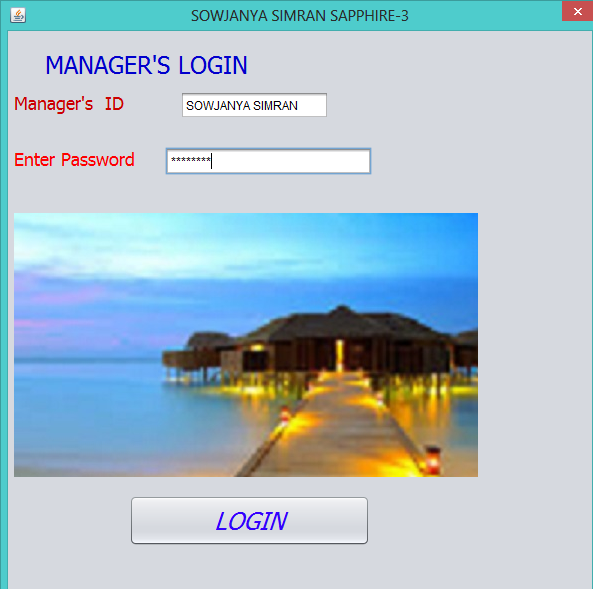 SOWJANYA SIMRAN SAPPHIRE-3
MANAGER'S LOGIN
Manager's ID SOWJANYA SIMRAN
Enter Password ********
LOGIN